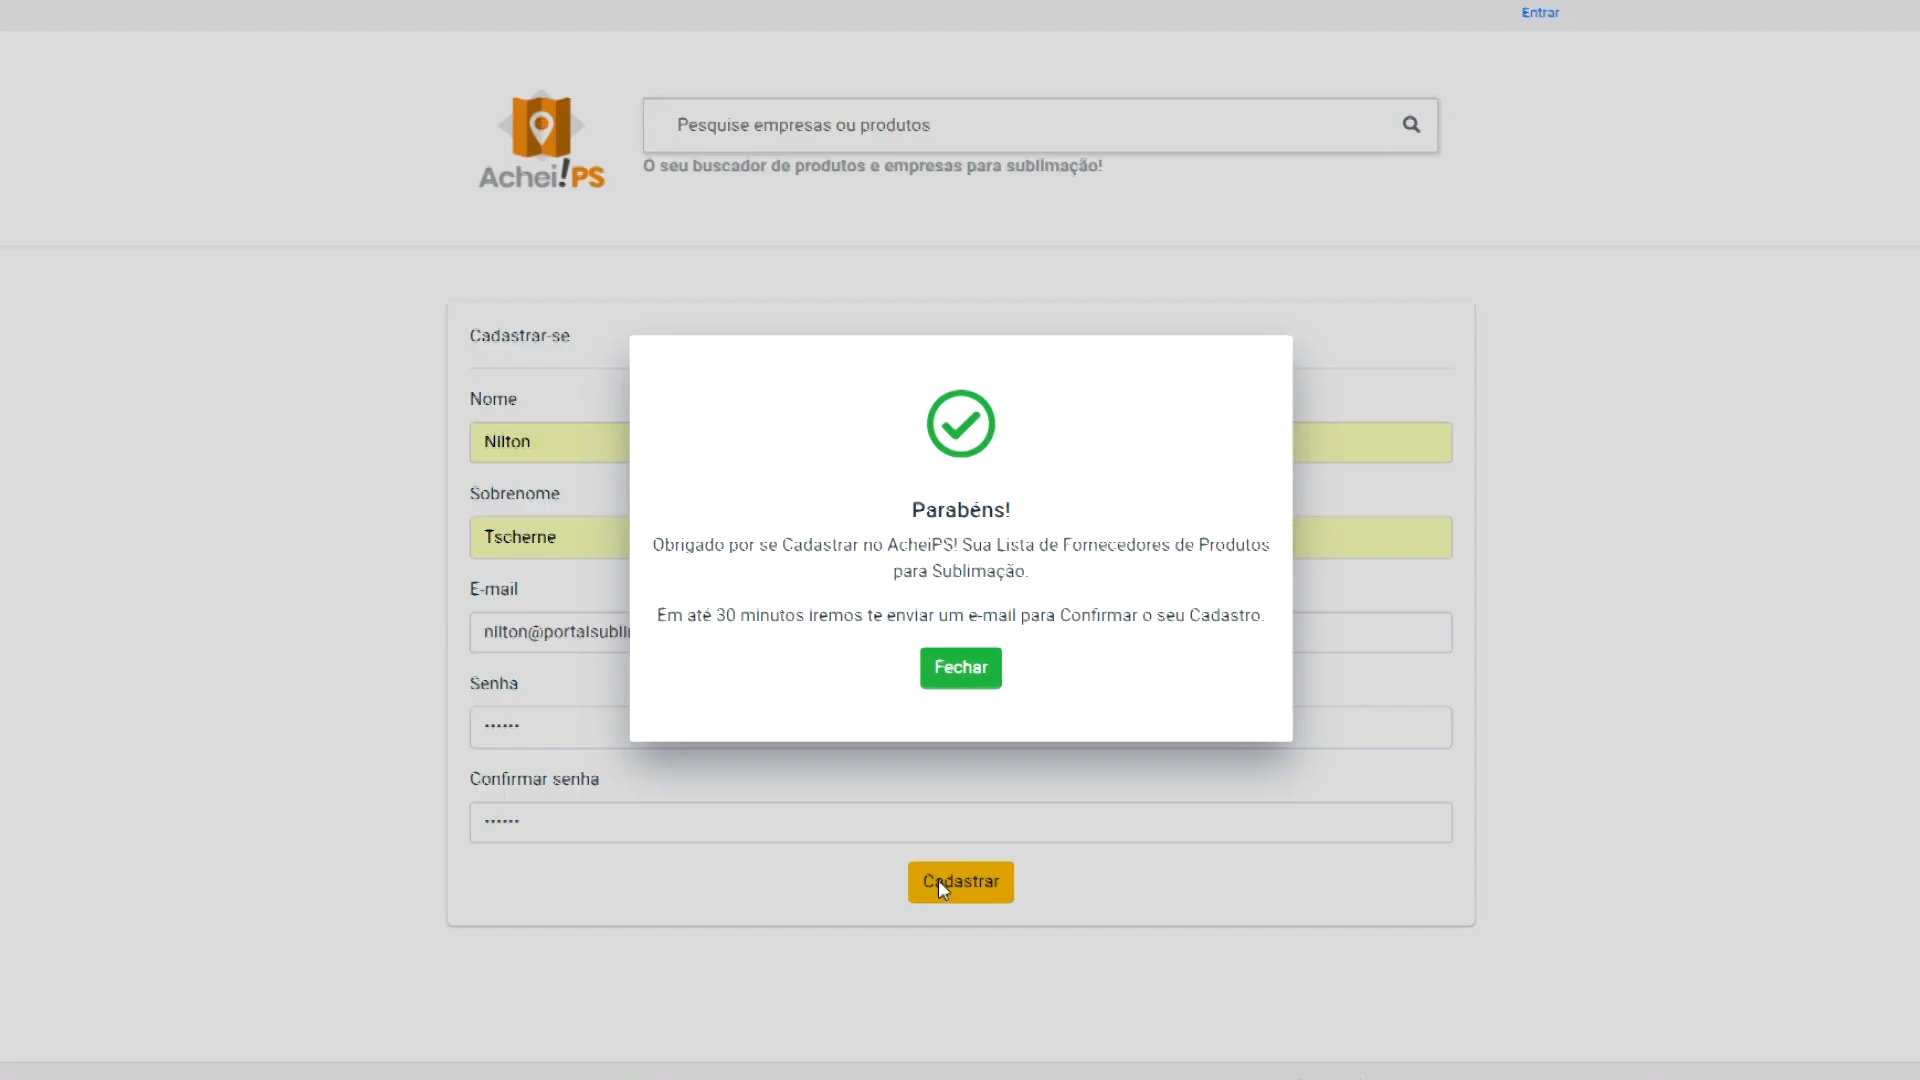 Entrar
Achei!PS
Pesquise empresas ou produtos
O seu buscador de produtos e empresas para sublimação!
Cadastrar-se
Nome
Nilton
Sobrenome
Tscherne
E-mail
nilton@portalsubli
Senha
••••••
Confirmar senha
••••••
Cadastrar
Parabéns!
Obrigado por se Cadastrar no AcheiPS! Sua Lista de Fornecedores de Produtos
para Sublimação.
Em até 30 minutos iremos te enviar um e-mail para Confirmar o seu Cadastro.
Fechar